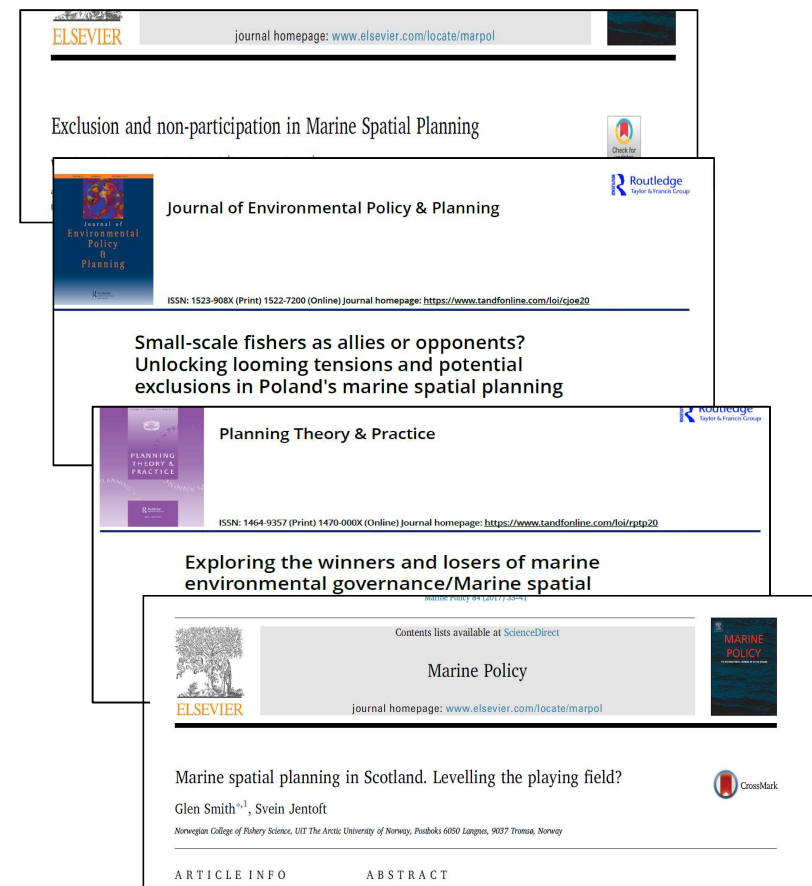 ELSEVIER
journal homepage: www.elsevier.com/locate/marpol
Exclusion and non-participation in Marine Spatial Planning
Check for
Journal of
Environmental
Policy
&
Planning
Routledge
Taylor & Francis Group
Journal of Environmental Policy & Planning
ISSN: 1523-908X (Print) 1522-7200 (Online) Journal homepage: https://www.tandfonline.com/loi/cjoe20
Small-scale fishers as allies or opponents?
Unlocking looming tensions and potential
exclusions in Poland's marine spatial planning
PLANNING
THEORY &
PRACTICE
Routledge
Taylor & Francis Group
Planning Theory & Practice
ISSN: 1464-9357 (Print) 1470-000X (Online) Journal homepage: https://www.tandfonline.com/loi/rptp20
Exploring the winners and losers of marine
environmental governance/Marine spatial
Marine Policy 84 (2017) 33–41
ELSEVIER
Contents lists available at ScienceDirect
Marine Policy
journal homepage: www.elsevier.com/locate/marpol
MARINE
POLICY
Marine spatial planning in Scotland. Levelling the playing field?
CrossMark
Glen Smith*,1, Svein Jentoft
Norwegian College of Fishery Science, UiT The Arctic University of Norway, Postboks 6050 Langnes, 9037 Tromsø, Norway
ARTICLE INFO
ABSTRACT